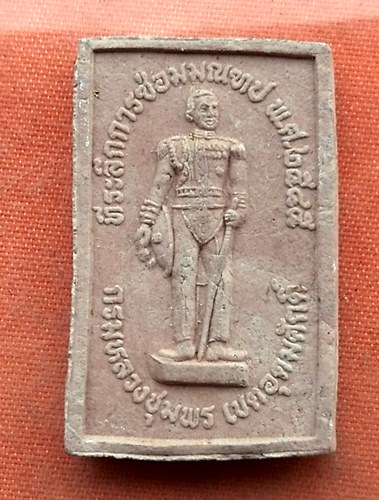 ที่ระลึกการซ่อมมณฑป พ.ศ.๒๕๔๕
กรมหลวงชุมพร เขตอุดมศักดิ์